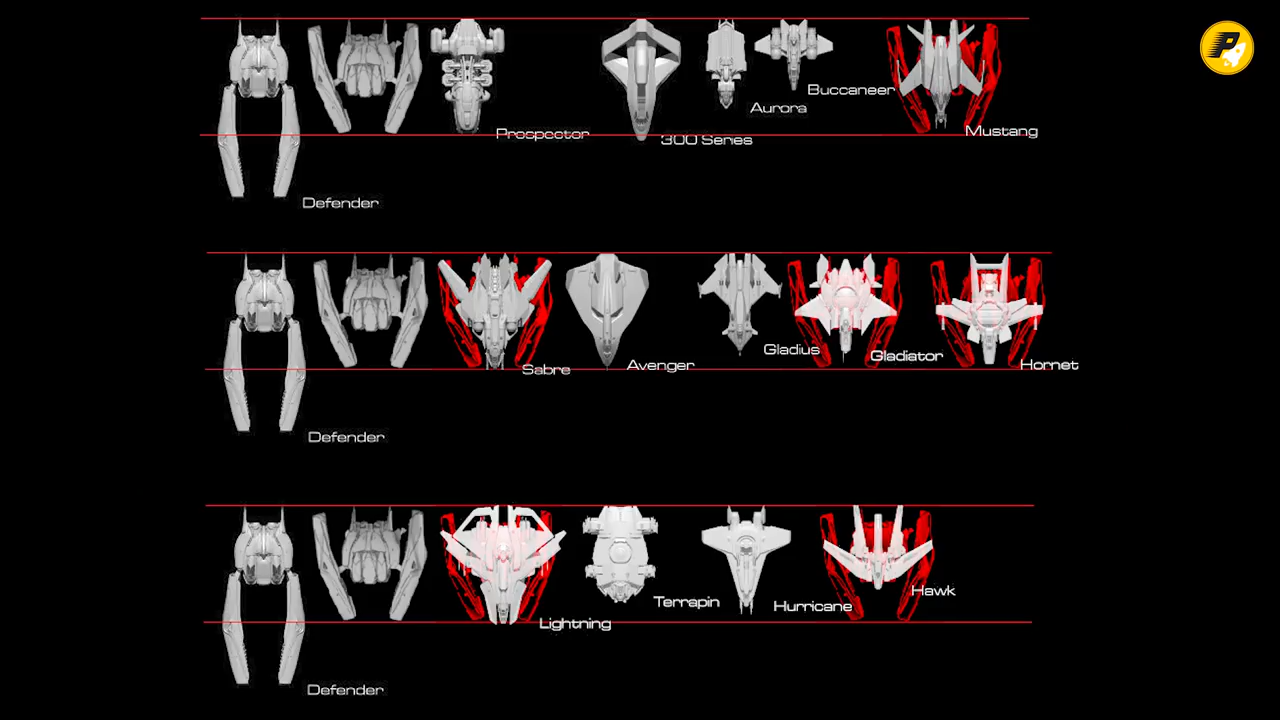 P
Buccaneer
Aurora
Prospector
300 Series
Mustang
Defender
Gladius
Gladiator
Sabre
Avenger
Hornet
Defender
Lightning
Terrapin
Hurricane
Hawk
Defender